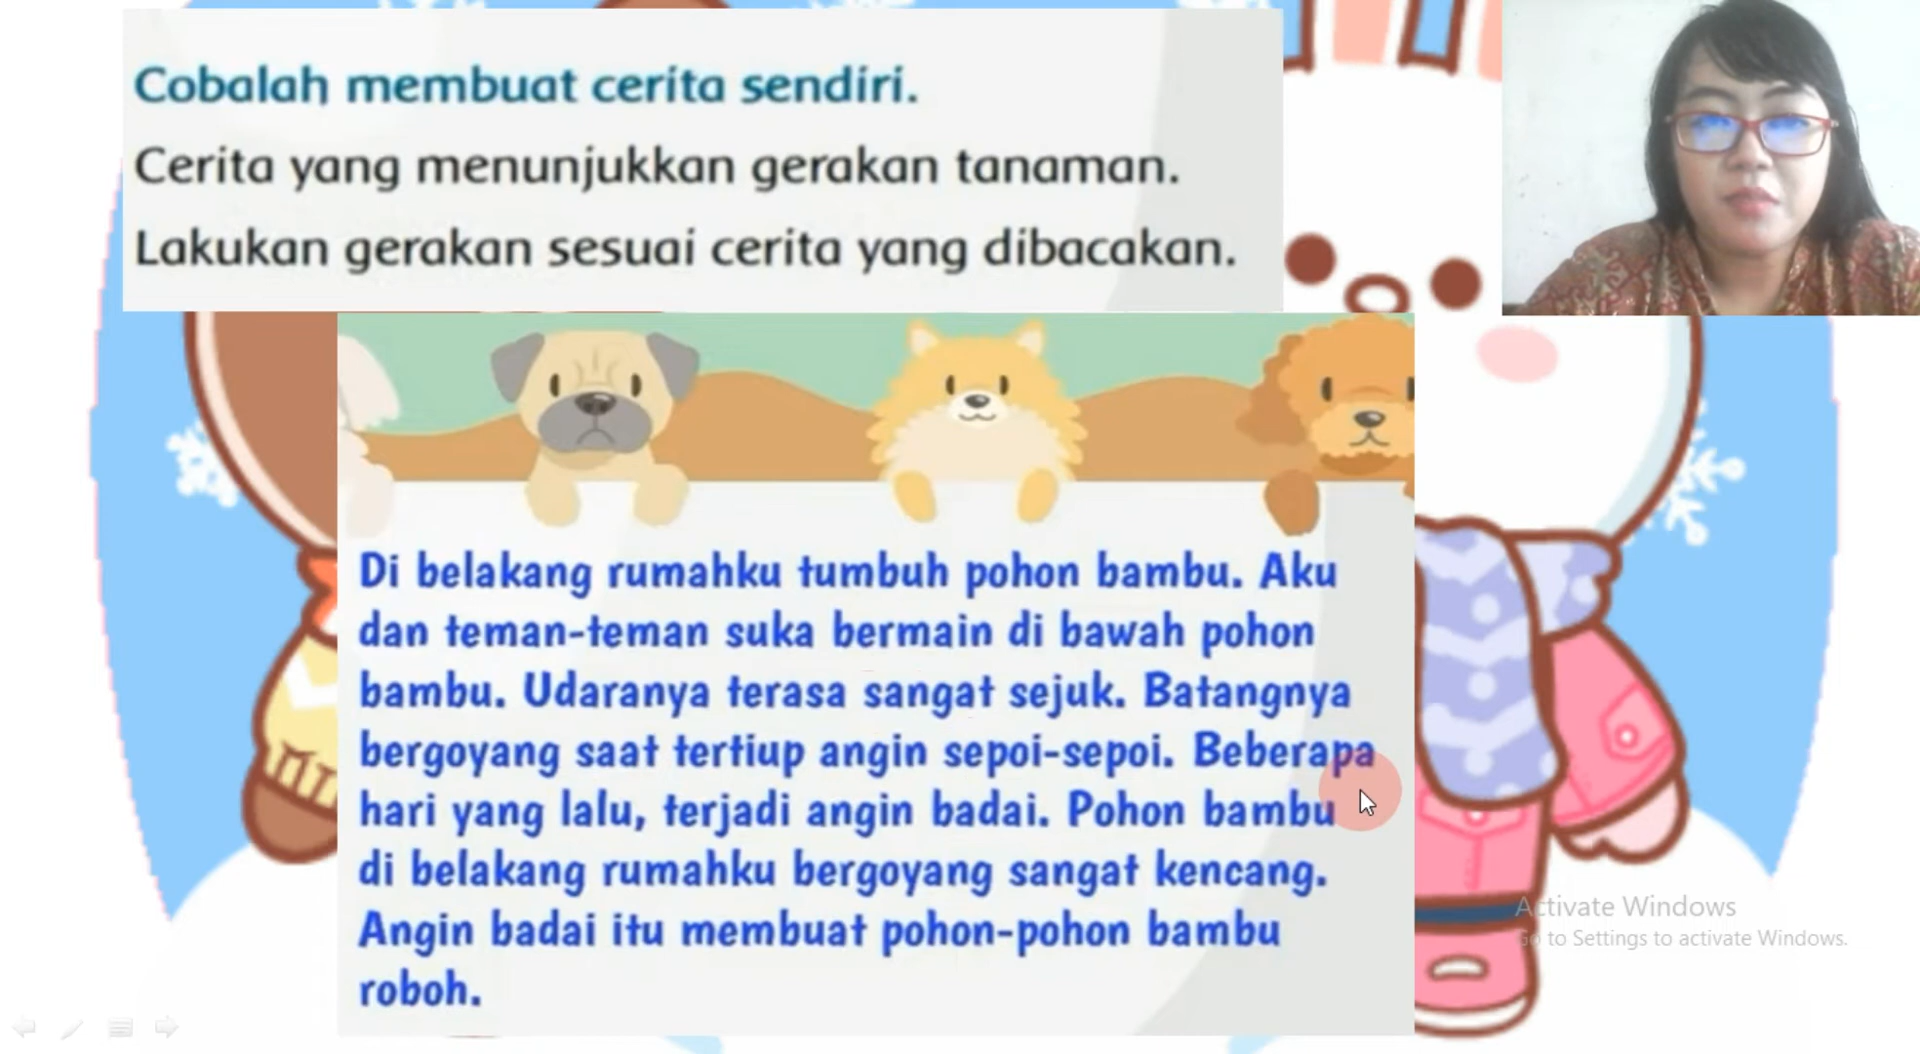 Cobalah membuat cerita sendiri.
Cerita yang menunjukkan gerakan tanaman.
Lakukan gerakan sesuai cerita yang dibacakan.
Di belakang rumahku tumbuh pohon bambu. Aku
dan teman-teman suka bermain di bawah pohon
bambu. Udaranya terasa sangat sejuk. Batangnya
bergoyang saat tertiup angin sepoi-sepoi. Beberapa
hari yang lalu, terjadi angin badai. Pohon bambu
di belakang rumahku bergoyang sangat kencang.
Angin badai itu membuat pohon-pohon bambu
roboh.
Activate Windows
Go to Settings to activate Windows.